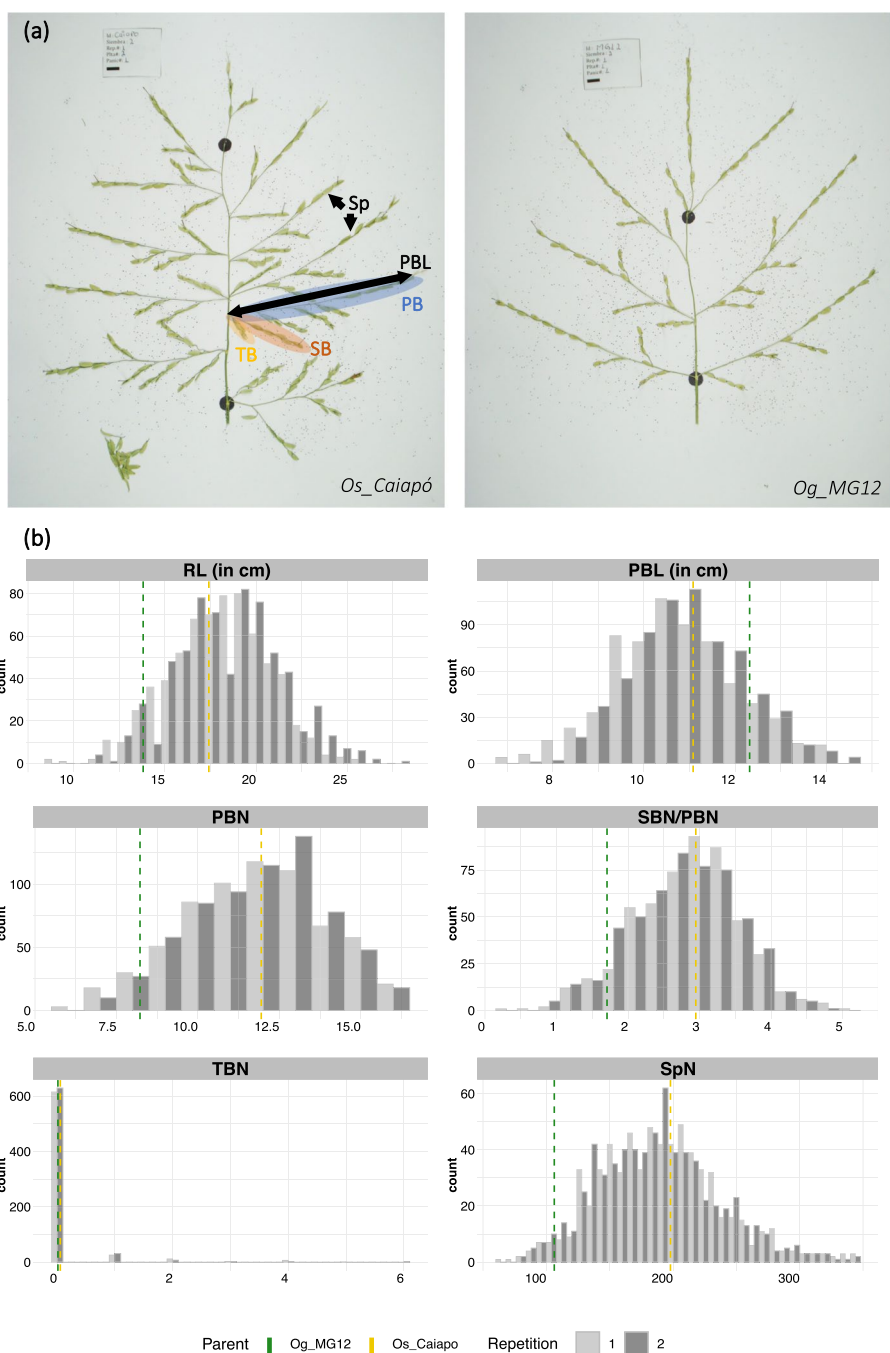 (a)
Sp
PBL
PB
SB
TB
Os_Caiapó
Og_MG12
(b)
RL (in cm)
PBL (in cm)
count
80
60
40
20
0
10
15
20
25
count
90
60
30
0
8
10
12
14
PBN
SBN/PBN
count
100
50
0
5.0
7.5
10.0
12.5
15.0
count
75
50
25
0
0
1
2
3
4
5
TBN
SpN
count
600
400
200
0
0
2
4
6
count
60
40
20
0
100
200
300
Parent
Og_MG12
Os_Caiapo
Repetition
1
2